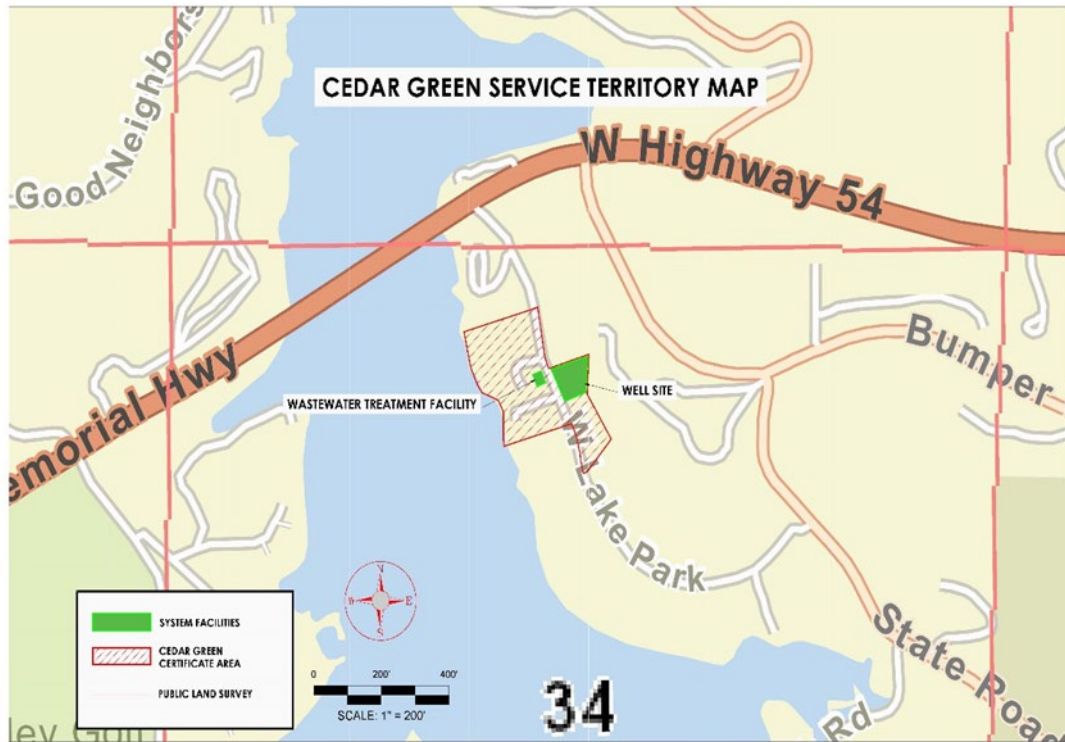 CEDAR GREEN SERVICE TERRITORY MAP
Good Neighbors
W Highway 54
emorial Hwy
Bumper
WASTEWATER TREATMENT FACILITY
WELL SITE
W Lake Park
State Road
Rd
N
E
S
SYSTEM FACILITIES
CEDAR GREEN
CERTIFICATE AREA
PUBLIC LAND SURVEY
0 200' 400'
SCALE: 1" = 200'
34
ley Golf